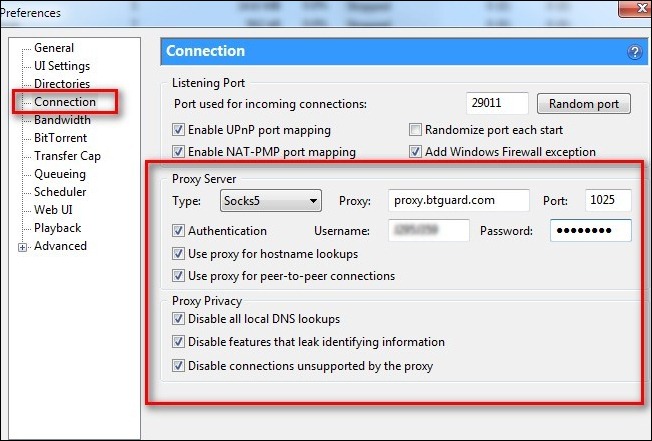 Preferences
General
UI Settings
Directories
Connection
Bandwidth
BitTorrent
Transfer Cap
Queueing
Scheduler
Web UI
Playback
Advanced
Connection
Listening Port
Port used for incoming connections: 29011 Random port
Enable UPnP port mapping Randomize port each start
Enable NAT-PMP port mapping Add Windows Firewall exception
Proxy Server
Type: Socks5 Proxy: proxy.btguard.com Port: 1025
Authentication Username: Password: ••••••••
Use proxy for hostname lookups
Use proxy for peer-to-peer connections
Proxy Privacy
Disable all local DNS lookups
Disable features that leak identifying information
Disable connections unsupported by the proxy